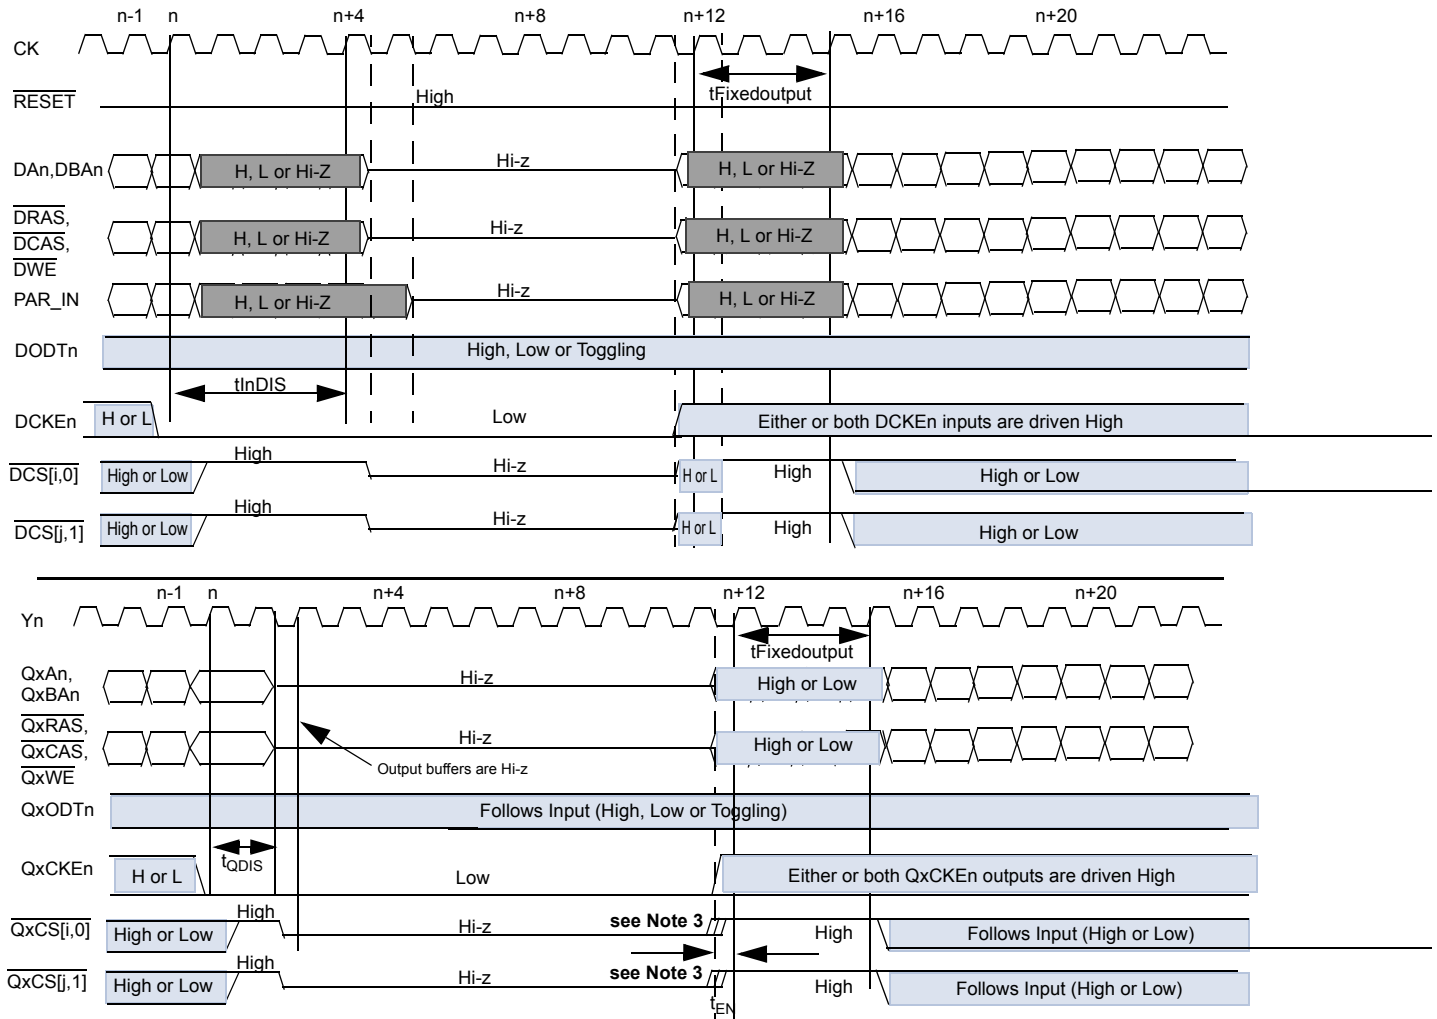 n-1 n n+4 n+8 n+12 n+16 n+20
CK
tFixedoutput
RESET High
DAn,DBAn H, L or Hi-Z Hi-z H, L or Hi-Z
DRAS,
DCAS, H, L or Hi-Z Hi-z H, L or Hi-Z
DWE
PAR_IN H, L or Hi-Z Hi-z H, L or Hi-Z
DODTn High, Low or Toggling
tInDIS
DCKEn H or L Low Either or both DCKEn inputs are driven High
DCS[i,0] High or Low High Hi-z H or L High High or Low
DCS[j,1] High or Low High Hi-z H or L High High or Low
n-1 n n+4 n+8 n+12 n+16 n+20
Yn
tFixedoutput
QxAn,
QxBAn Hi-z High or Low
QxRAS,
QxCAS, Hi-z High or Low
QxWE
Output buffers are Hi-z
QxODTn Follows Input (High, Low or Toggling)
tQDIS
QxCKEn H or L Low Either or both QxCKEn outputs are driven High
QxCS[i,0] High or Low High Hi-z see Note 3 High Follows Input (High or Low)
QxCS[j,1] High or Low High Hi-z see Note 3 High Follows Input (High or Low)
tEN